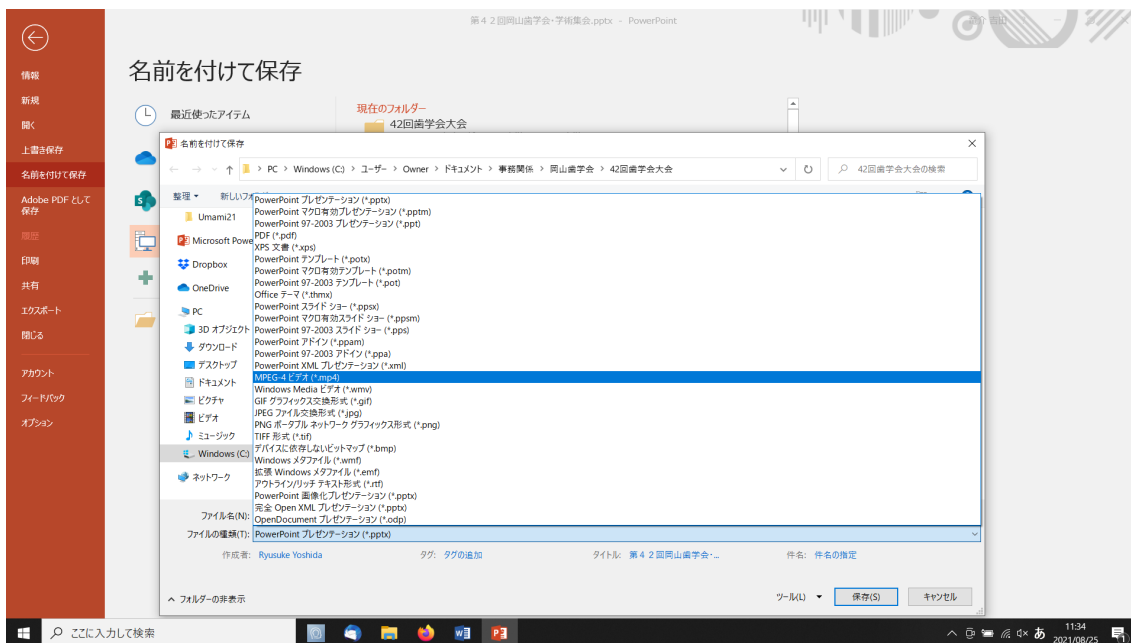 第４２回岡山歯学会・学術集会.pptx － PowerPoint
情報
新規
開く
上書き保存
名前を付けて保存
Adobe PDF として
保存
履歴
印刷
共有
エクスポート
閉じる
アカウント
フィードバック
オプション
名前を付けて保存
最近使ったアイテム
現在のフォルダー
42回歯学会大会
名前を付けて保存
PC › Windows (C:) › ユーザー › Owner › ドキュメント › 事務関係 › 岡山歯学会 › 42回歯学会大会
42回歯学会大会の検索
整理
新しいフ
Umami21
Microsoft Powe
Dropbox
OneDrive
PC
3D オブジェクト
ダウンロード
デスクトップ
ドキュメント
ピクチャ
ビデオ
ミュージック
Windows (C:)
ネットワーク
PowerPoint プレゼンテーション (*.pptx)
PowerPoint マクロ有効プレゼンテーション (*.pptm)
PowerPoint 97-2003 プレゼンテーション (*.ppt)
PDF (*.pdf)
XPS 文書 (*.xps)
PowerPoint テンプレート (*.potx)
PowerPoint マクロ有効テンプレート (*.potm)
PowerPoint 97-2003 テンプレート (*.pot)
Office テーマ (*.thmx)
PowerPoint スライド ショー (*.ppsx)
PowerPoint マクロ有効スライド ショー (*.ppsm)
PowerPoint 97-2003 スライド ショー (*.pps)
PowerPoint アドイン (*.ppam)
PowerPoint 97-2003 アドイン (*.ppa)
PowerPoint XML プレゼンテーション (*.xml)
MPEG-4 ビデオ (*.mp4)
Windows Media ビデオ (*.wmv)
GIF グラフィックス交換形式 (*.gif)
JPEG ファイル交換形式 (*.jpg)
PNG ポータブル ネットワーク グラフィックス形式 (*.png)
TIFF 形式 (*.tif)
デバイスに依存しないビットマップ (*.bmp)
Windows メタファイル (*.wmf)
拡張 Windows メタファイル (*.emf)
アウトライン/リッチ テキスト形式 (*.rtf)
PowerPoint 画像化プレゼンテーション (*.pptx)
完全 Open XML プレゼンテーション (*.pptx)
OpenDocument プレゼンテーション (*.odp)
ファイル名(N):
ファイルの種類(T): PowerPoint プレゼンテーション (*.pptx)
作成者: Ryusuke Yoshida
タグ: タグの追加
タイトル: 第４２回岡山歯学会・...
件名: 件名の指定
フォルダーの非表示
ツール(L)
保存(S)
キャンセル
ここに入力して検索
あ
11:34
2021/08/25